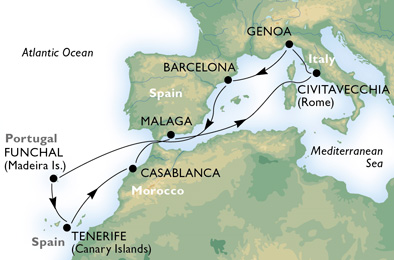 GENOA
Atlantic Ocean
Italy
BARCELONA
CIVITAVECCHIA
(Rome)
Spain
MALAGA
Portugal
FUNCHAL
(Madeira Is.)
Mediterranean
Sea
CASABLANCA
Morocco
Spain
TENERIFE
(Canary Islands)